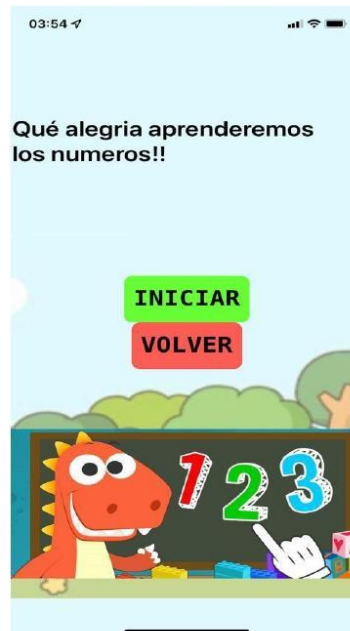 03:54
Qué alegria aprenderemos
los numeros!!
INICIAR
VOLVER
1 2 3